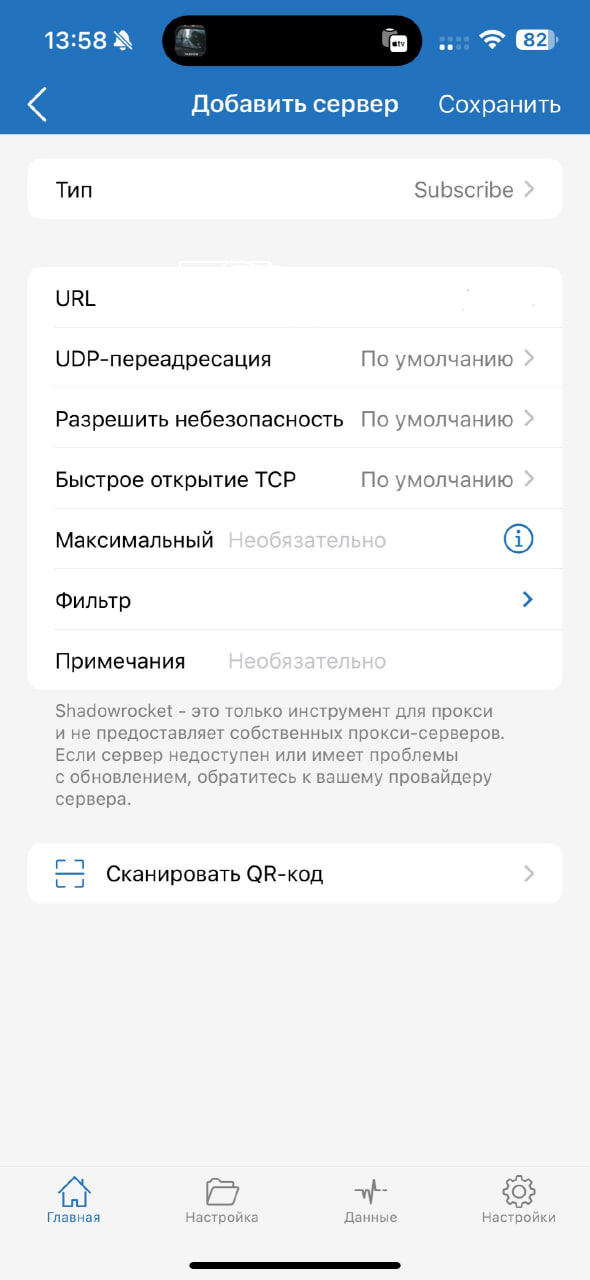 13:58
tv
82
Добавить сервер
Сохранить
Тип
Subscribe
URL
UDP-переадресация
По умолчанию
Разрешить небезопасность
По умолчанию
Быстрое открытие TCP
По умолчанию
Максимальный
Необязательно
Фильтр
Примечания
Необязательно
Shadowrocket - это только инструмент для прокси
и не предоставляет собственных прокси-серверов.
Если сервер недоступен или имеет проблемы
с обновлением, обратитесь к вашему провайдеру
сервера.
Сканировать QR-код
Главная
Настройка
Данные
Настройки